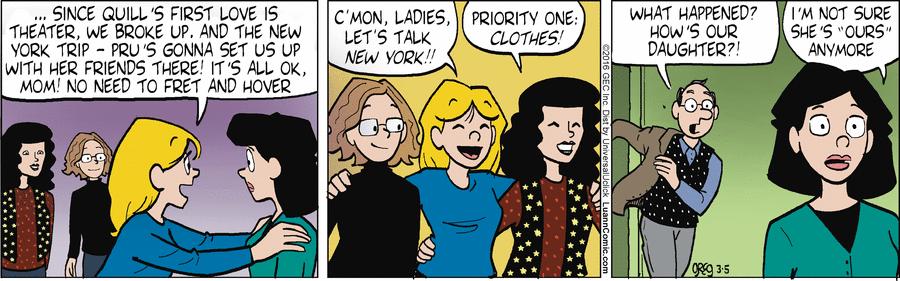 ... SINCE QUILL'S FIRST LOVE IS
THEATER, WE BROKE UP. AND THE NEW
YORK TRIP – PRU'S GONNA SET US UP
WITH HER FRIENDS THERE! IT'S ALL OK,
MOM! NO NEED TO FRET AND HOVER
C'MON, LADIES,
LET'S TALK
NEW YORK!!
PRIORITY ONE:
CLOTHES!
©2016 GEC Inc. Dist by UniversalUclick LuannComic.com
WHAT HAPPENED?
HOW'S OUR
DAUGHTER?!
I'M NOT SURE
SHE'S "OURS"
ANYMORE
GREG 3·5